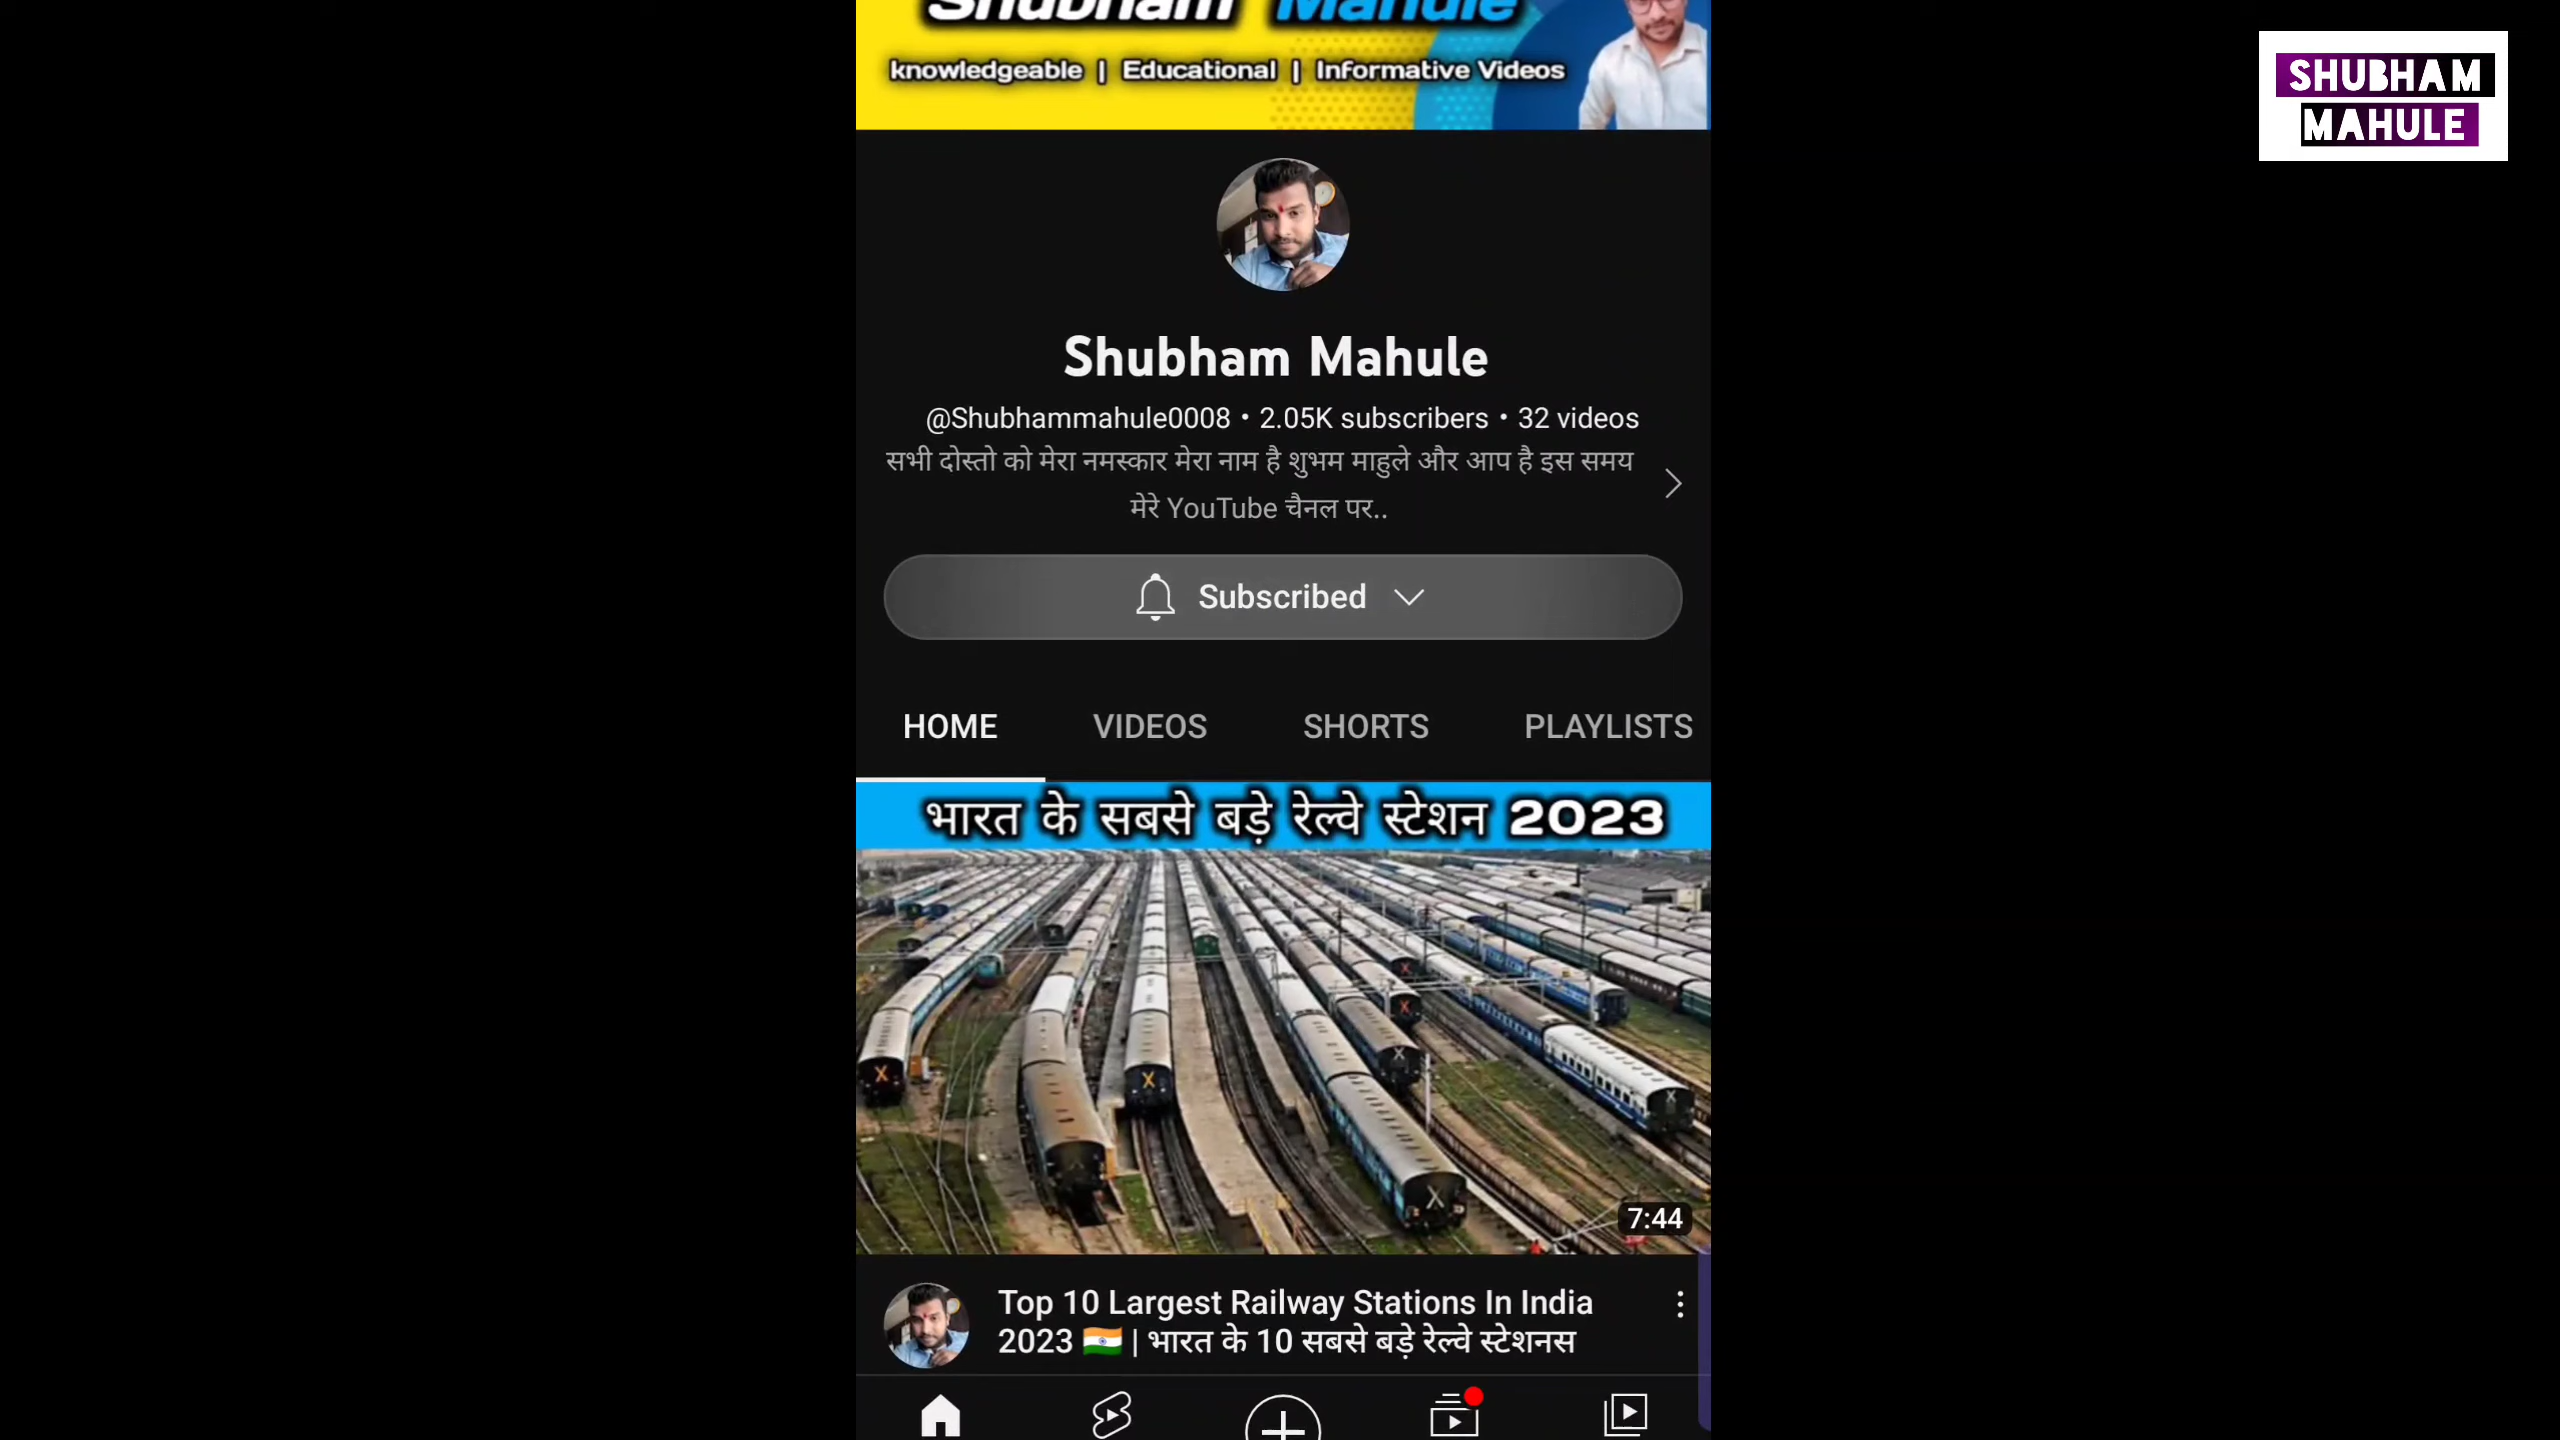 Shubham Mahule
knowledgeable | Educational | Informative Videos
SHUBHAM
MAHULE
Shubham Mahule
@Shubhammahule0008 • 2.05K subscribers • 32 videos
सभी दोस्तो को मेरा नमस्कार मेरा नाम है शुभम माहुले और आप है इस समय
मेरे YouTube चैनल पर..
Subscribed
HOME VIDEOS SHORTS PLAYLISTS
भारत के सबसे बड़े रेल्वे स्टेशन 2023
7:44
Top 10 Largest Railway Stations In India
2023 🇮🇳 | भारत के 10 सबसे बड़े रेल्वे स्टेशनस